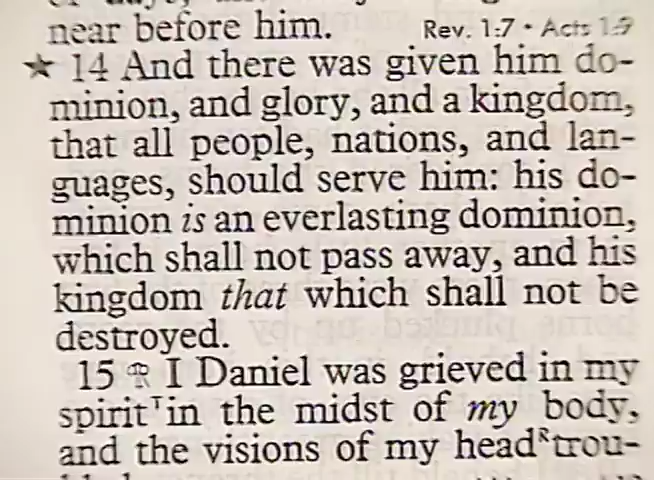 near before him. Rev. 1:7 • Acts 1:9
★ 14 And there was given him do-
minion, and glory, and a kingdom,
that all people, nations, and lan-
guages, should serve him: his do-
minion is an everlasting dominion,
which shall not pass away, and his
kingdom that which shall not be
destroyed.
15 I Daniel was grieved in my
spirit T in the midst of my body,
and the visions of my head R trou-